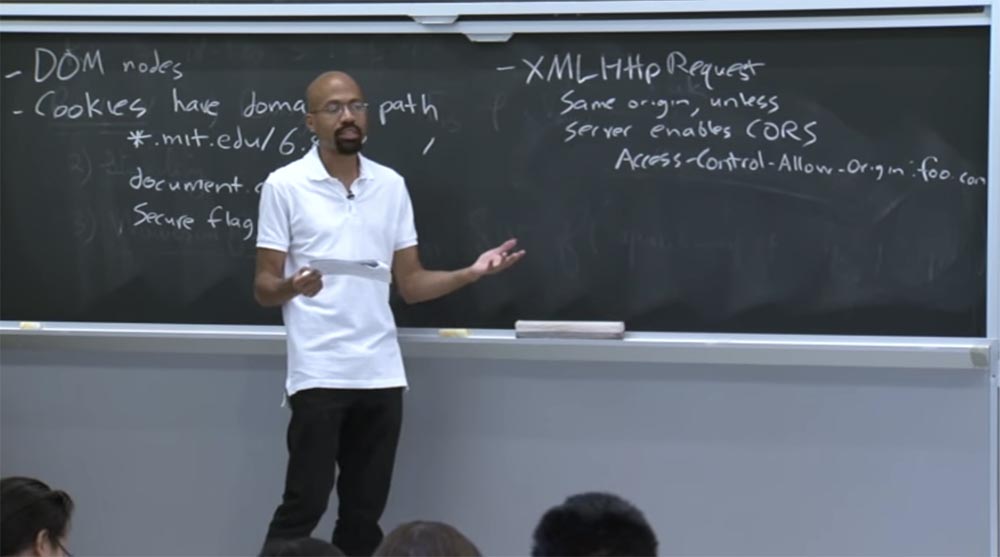 - DOM nodes
- Cookies have doma path
*.mit.edu/6.
document.
Secure flag
- XMLHttpRequest
Same origin, unless
server enables CORS
Access-Control-Allow-Origin: foo.com